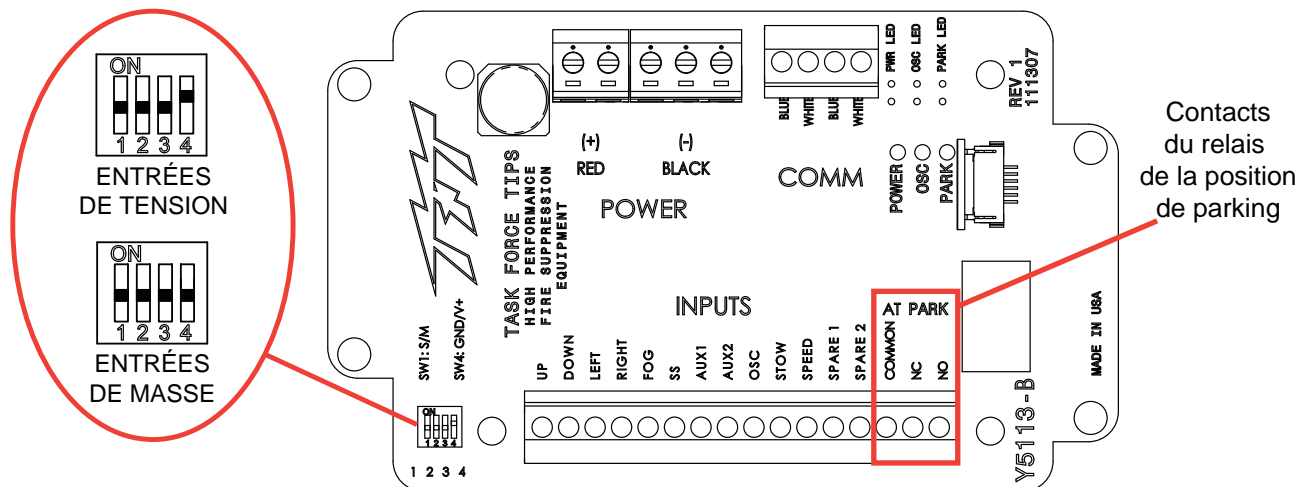 ON
1 2 3 4
ENTRÉES
DE TENSION
ON
1 2 3 4
ENTRÉES
DE MASSE
TFT
TASK FORCE TIPS
HIGH PERFORMANCE
FIRE SUPPRESSION
EQUIPMENT
(+)
RED
(-)
BLACK
POWER
BLUE
WHITE
BLUE
WHITE
COMM
PWR LED
OSC LED
PARK LED
POWER
OSC
PARK
REV 1
111307
Contacts
du relais
de la position
de parking
SW1: S/M
SW4: GND/V+
ON
1 2 3 4
1 2 3 4
INPUTS
UP
DOWN
LEFT
RIGHT
FOG
SS
AUX1
AUX2
OSC
STOW
SPEED
SPARE 1
SPARE 2
AT PARK
COMMON
NC
NO
Y5113-B
MADE IN USA